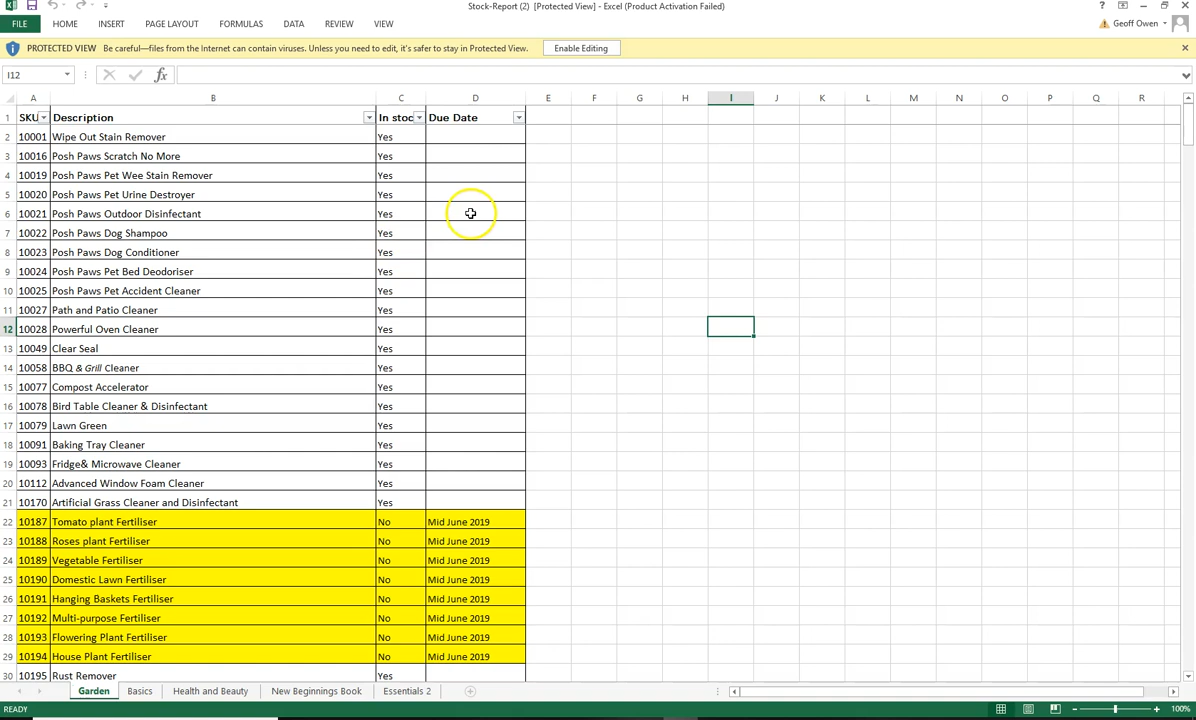 Stock-Report (2) [Protected View] - Excel (Product Activation Failed)
FILE HOME INSERT PAGE LAYOUT FORMULAS DATA REVIEW VIEW Geoff Owen
PROTECTED VIEW Be careful—files from the Internet can contain viruses. Unless you need to edit, it's safer to stay in Protected View. Enable Editing
I12 fx
A B C D E F G H I J K L M N O P Q R
1 SKU Description In stoc Due Date
2 10001 Wipe Out Stain Remover Yes
3 10016 Posh Paws Scratch No More Yes
4 10019 Posh Paws Pet Wee Stain Remover Yes
5 10020 Posh Paws Pet Urine Destroyer Yes
6 10021 Posh Paws Outdoor Disinfectant Yes
7 10022 Posh Paws Dog Shampoo Yes
8 10023 Posh Paws Dog Conditioner Yes
9 10024 Posh Paws Pet Bed Deodoriser Yes
10 10025 Posh Paws Pet Accident Cleaner Yes
11 10027 Path and Patio Cleaner Yes
12 10028 Powerful Oven Cleaner Yes
13 10049 Clear Seal Yes
14 10058 BBQ & Grill Cleaner Yes
15 10077 Compost Accelerator Yes
16 10078 Bird Table Cleaner & Disinfectant Yes
17 10079 Lawn Green Yes
18 10091 Baking Tray Cleaner Yes
19 10093 Fridge& Microwave Cleaner Yes
20 10112 Advanced Window Foam Cleaner Yes
21 10170 Artificial Grass Cleaner and Disinfectant Yes
22 10187 Tomato plant Fertiliser No Mid June 2019
23 10188 Roses plant Fertiliser No Mid June 2019
24 10189 Vegetable Fertiliser No Mid June 2019
25 10190 Domestic Lawn Fertiliser No Mid June 2019
26 10191 Hanging Baskets Fertiliser No Mid June 2019
27 10192 Multi-purpose Fertiliser No Mid June 2019
28 10193 Flowering Plant Fertiliser No Mid June 2019
29 10194 House Plant Fertiliser No Mid June 2019
30 10195 Rust Remover Yes
Garden Basics Health and Beauty New Beginnings Book Essentials 2
READY 100%